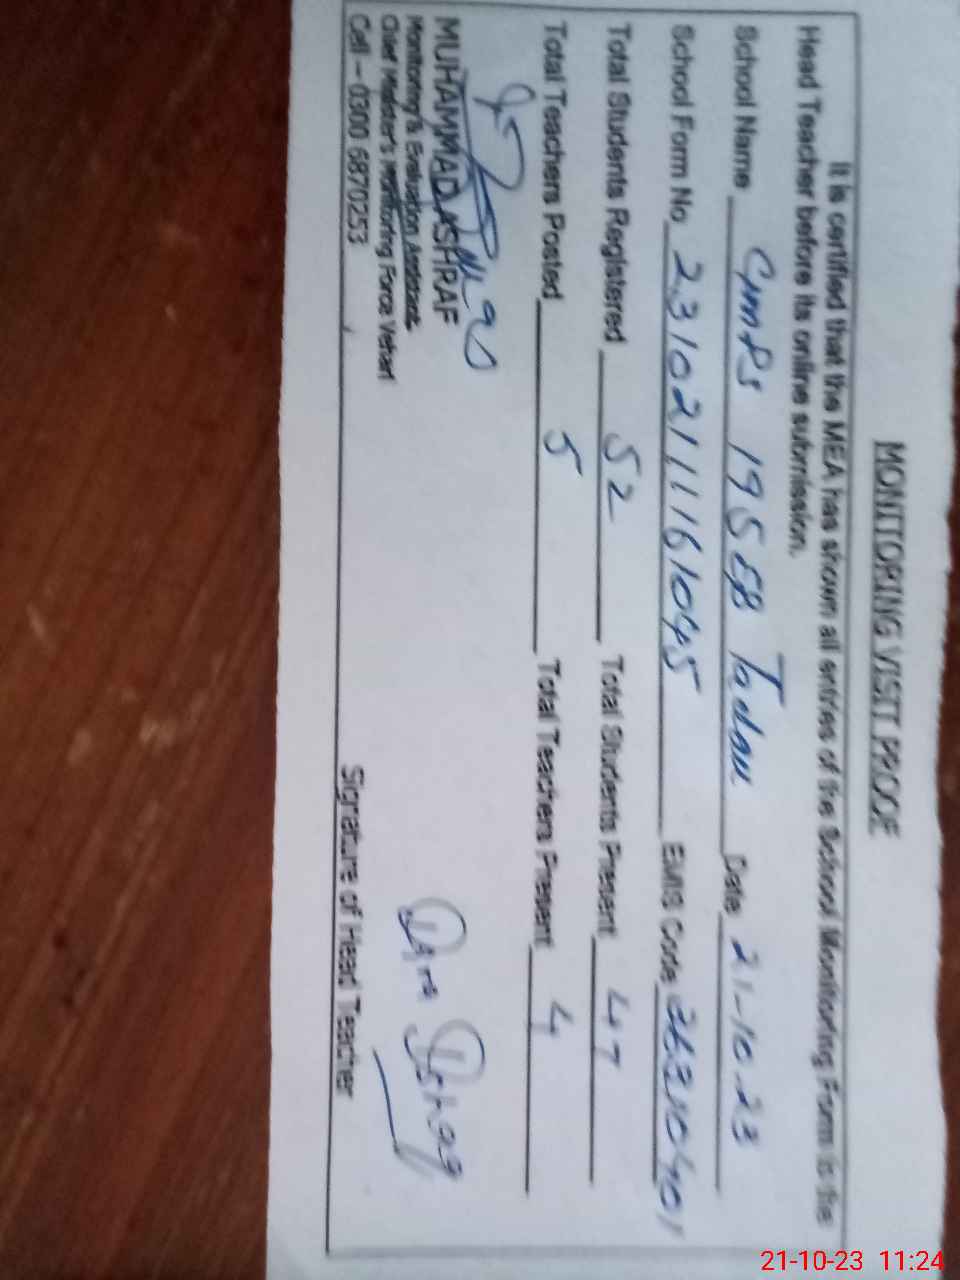 MONITORING VISIT PROOF
It is certified that the MEA has shown all entries of the School Monitoring Form to the
Head Teacher before its online submission.
School Name GMPS 195 EB Date 21-10-23
School Form No 2310211116 1045 EMIS Code
Total Students Registered 52 Total Students Present 47
Total Teachers Posted 5 Total Teachers Present 4
MUHAMMAD ASHRAF
Monitoring & Evaluation Assistant
Chief Minister's Monitoring Force Vehari
Cell – 0300 6870253
Signature of Head Teacher
21-10-23 11:24